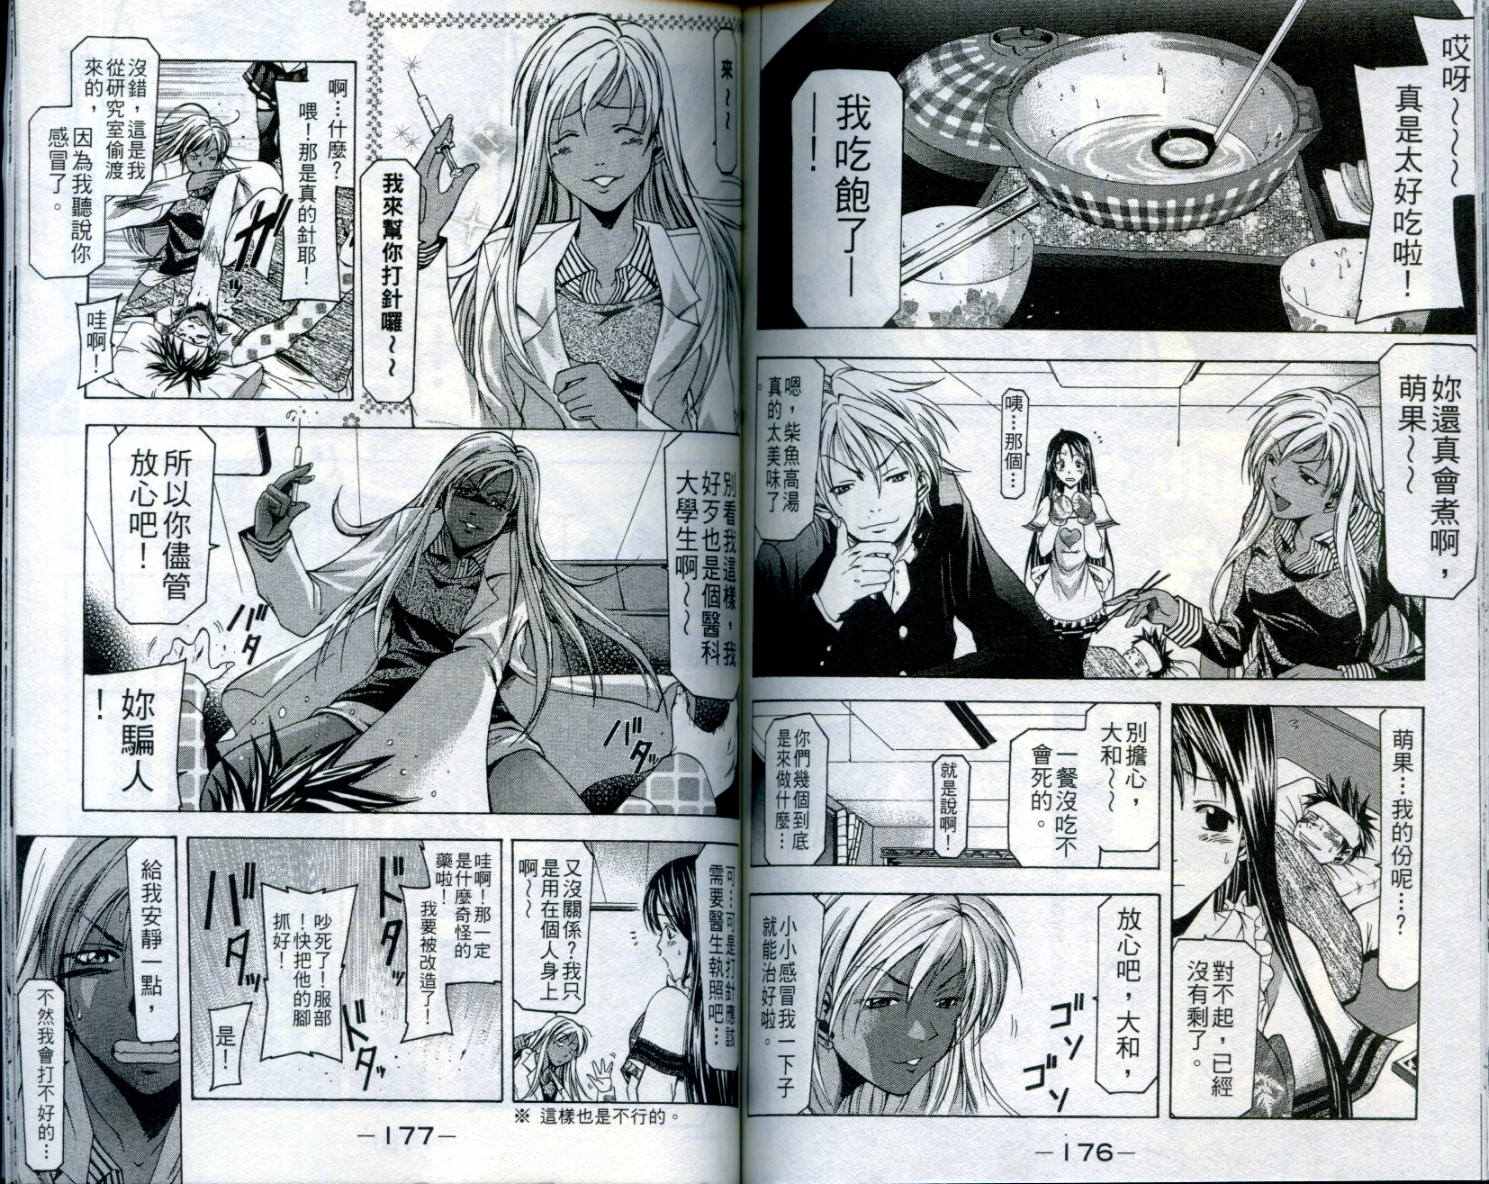 哎呀～～～
真是太好吃啦！
我吃飽了—
—！
妳還真會煮啊，
萌果～～
咦…那個…
嗯，柴魚高湯
真的太美味了。
萌果…我的份呢…？
對不起，已經
沒有剩了。
別擔心，
大和～～
一餐沒吃不
會死的。
就是說啊！
你們幾個到底
是來做什麼…
放心吧，大和，
ゴソ
ゴソ
小小感冒我一下子
就能治好啦。
－176－
來～～
我來幫你打針囉～～
啊…什麼？
喂！那是真的針耶！
沒錯，這是我
從研究室偷渡
來的，
因為我聽說你
感冒了。
哇啊！
別看我這樣，我
好歹也是個醫科
大學生啊～～
所以你儘管
放心吧！
バタ
バタ
妳騙人
！
可…可是打針應該
需要醫生執照吧…
又沒關係？我只
是用在個人身上
啊～～
※ 這樣也是不行的。
哇啊！那一定
是什麼奇怪的
藥啦！
我要被改造了！
吵死了！服部
！快把他的腳
抓好！
是！
ドタ
バタ
ドタ
給我安靜一點，
不然我會打不好的…
－177－